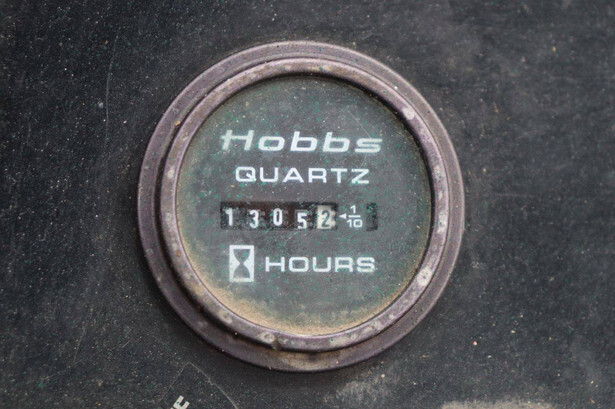 Hobbs
QUARTZ
13052 ◄1/10
HOURS